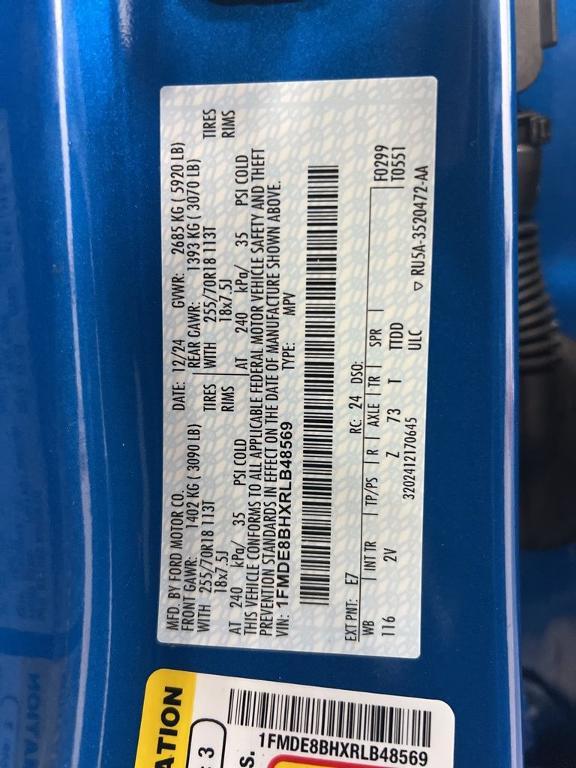 MFD. BY FORD MOTOR CO.
DATE: 12/24 GVWR: 2685 KG ( 5920 LB)
FRONT GAWR: 1402 KG ( 3090 LB) REAR GAWR: 1393 KG ( 3070 LB)
WITH 255/70R18 113T TIRES WITH 255/70R18 113T TIRES
18x7.5J RIMS 18x7.5J RIMS
AT 240 kPa/ 35 PSI COLD AT 240 kPa/ 35 PSI COLD
THIS VEHICLE CONFORMS TO ALL APPLICABLE FEDERAL MOTOR VEHICLE SAFETY AND THEFT
PREVENTION STANDARDS IN EFFECT ON THE DATE OF MANUFACTURE SHOWN ABOVE.
VIN: 1FMDE8BHXRLB48569 TYPE: MPV
EXT PNT: E7 RC: 24 DSO: F0299
WB INT TR TP/PS R AXLE TR SPR T0551
116 2V Z 73 T TTDD
3202412170645 ULC
▽ RU5A-3520472-AA
ATION
: 3
s.
1FMDE8BHXRLB48569